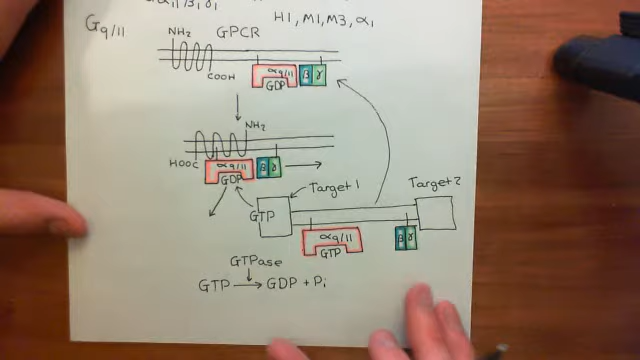 Gq/11
H1, M1, M3, α1
NH2
GPCR
COOH
αq/11
β
γ
GDP
NH2
HOOC
αq/11
β
γ
GDP
Target 1
Target 2
GTP
αq/11
GTP
β
γ
GTPase
GTP → GDP + Pi